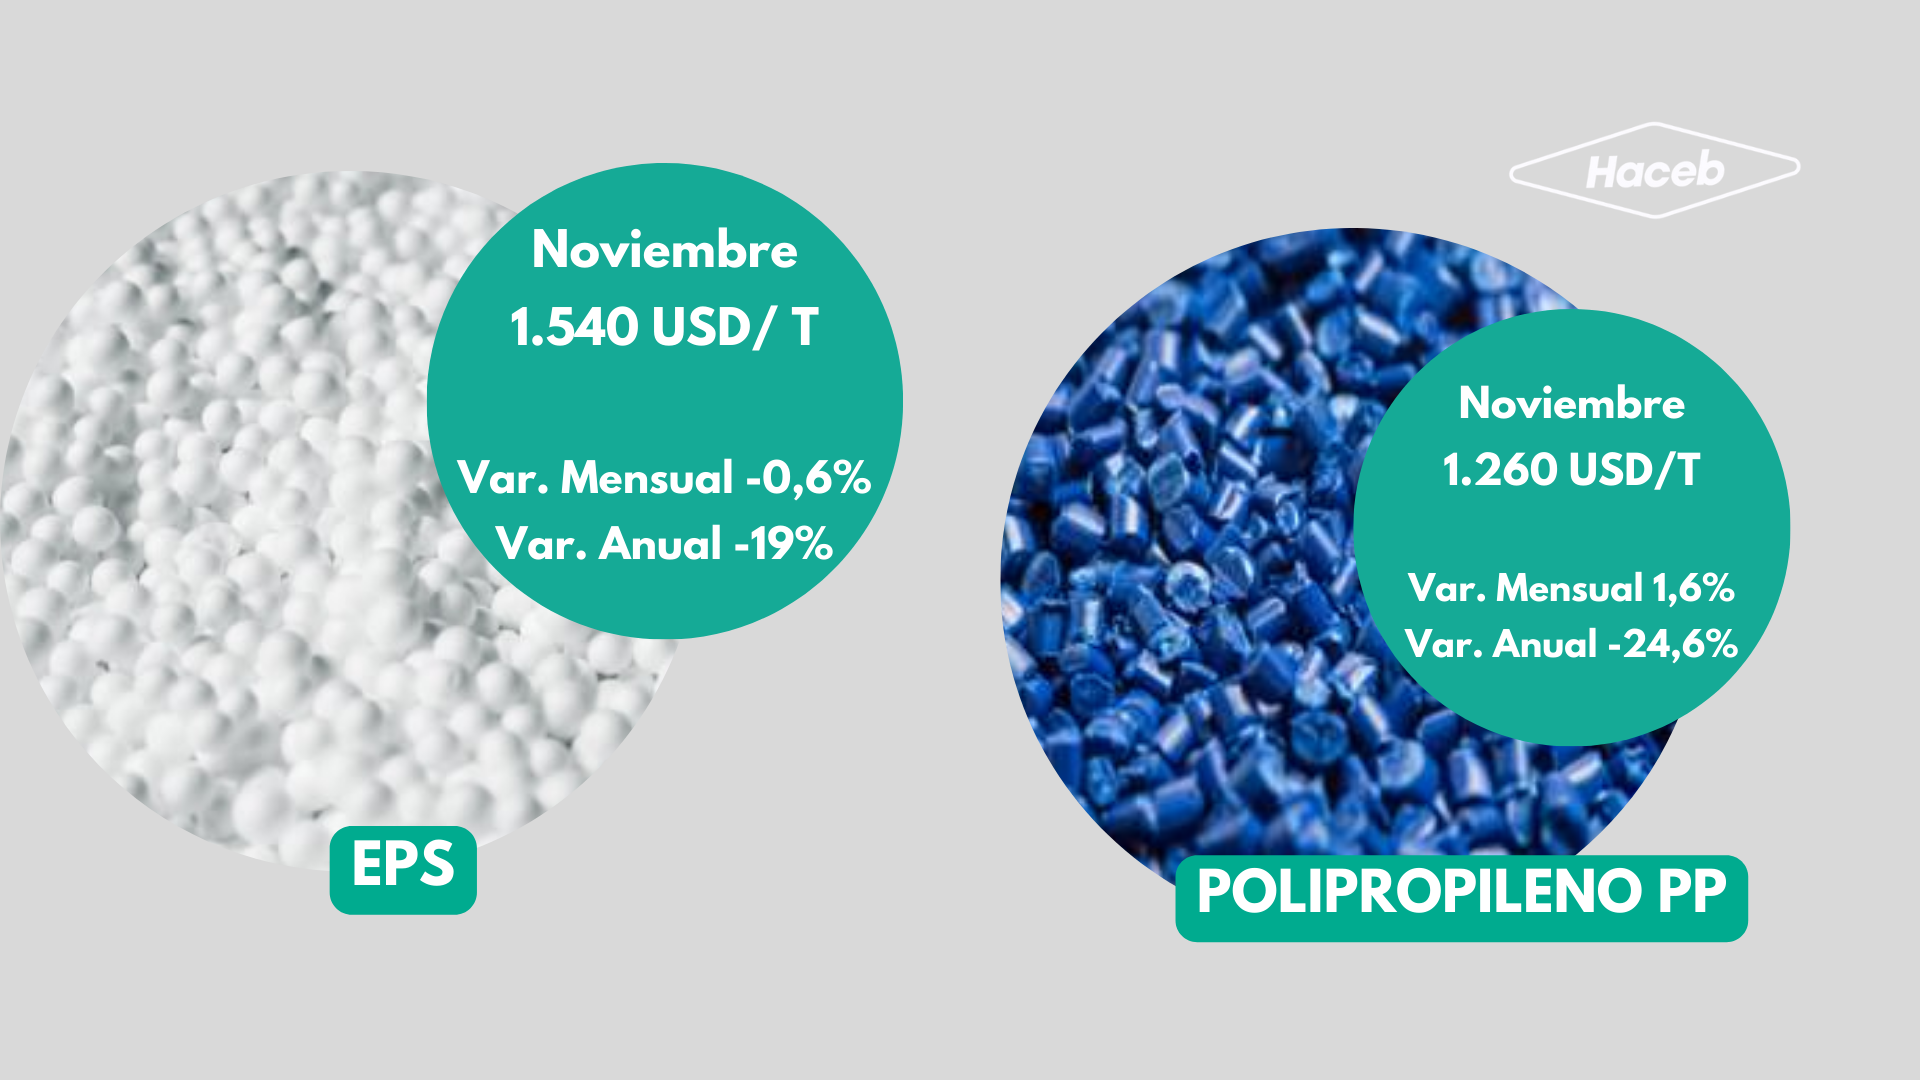 Noviembre
1.540 USD/ T
Var. Mensual -0,6%
Var. Anual -19%
EPS
Haceb
Noviembre
1.260 USD/T
Var. Mensual 1,6%
Var. Anual -24,6%
POLIPROPILENO PP